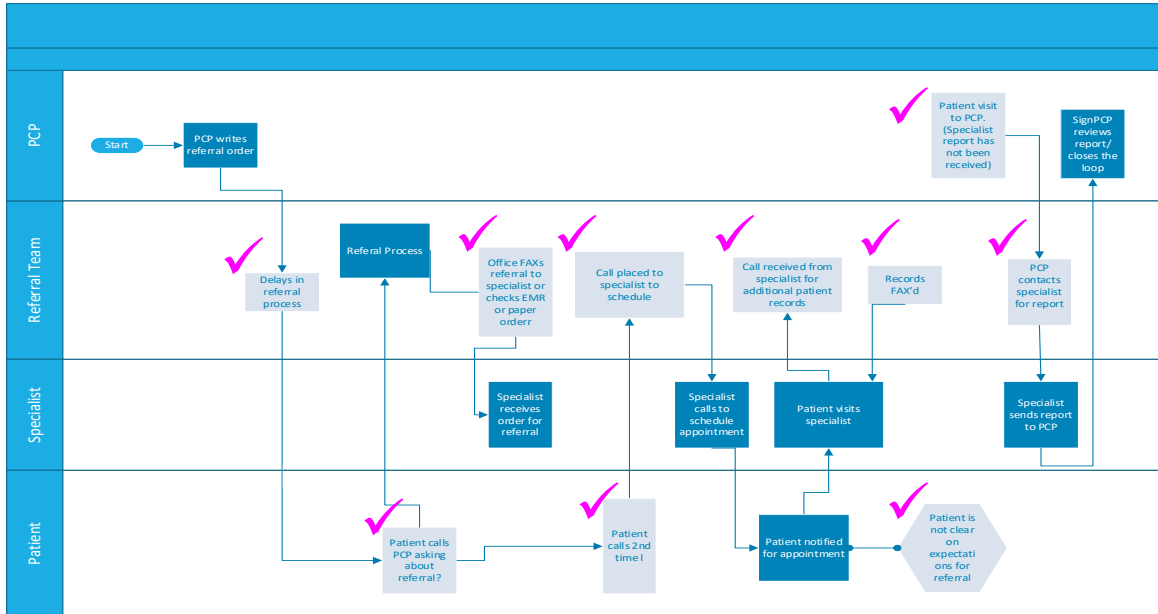 PCP
Start
PCP writes
referral order
Patient visit
to PCP.
(Specialist
report has
not been
received)
SignPCP
reviews
report/
closes the
loop
Referral Team
Delays in
referral
process
Referal Process
Office FAXs
referral to
specialist or
checks EMR
or paper
orderr
Call placed to
specialist to
schedule
Call received from
specialist for
additional patient
records
Records
FAX’d
PCP
contacts
specialist
for report
Specialist
Specialist
receives
order for
referral
Specialist
calls to
schedule
appointment
Patient visits
specialist
Specialist
sends report
to PCP
Patient
Patient calls
PCP asking
about
referral?
Patient
calls 2nd
time l
Patient notified
for appointment
Patient is
not clear
on
expectati
ons for
referral